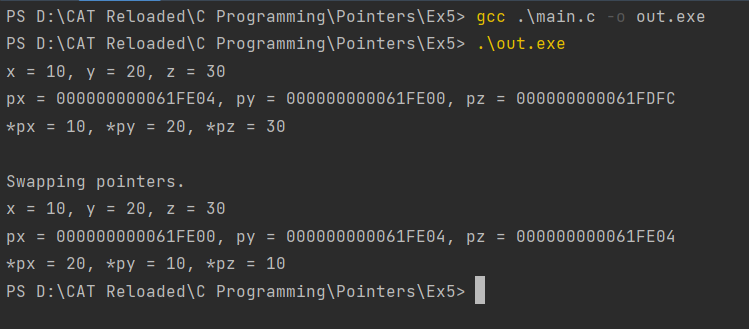 PS D:\CAT Reloaded\C Programming\Pointers\Ex5> gcc .\main.c -o out.exe
PS D:\CAT Reloaded\C Programming\Pointers\Ex5> .\out.exe
x = 10, y = 20, z = 30
px = 000000000061FE04, py = 000000000061FE00, pz = 000000000061FDFC
*px = 10, *py = 20, *pz = 30

Swapping pointers.
x = 10, y = 20, z = 30
px = 000000000061FE00, py = 000000000061FE04, pz = 000000000061FE04
*px = 20, *py = 10, *pz = 10
PS D:\CAT Reloaded\C Programming\Pointers\Ex5>